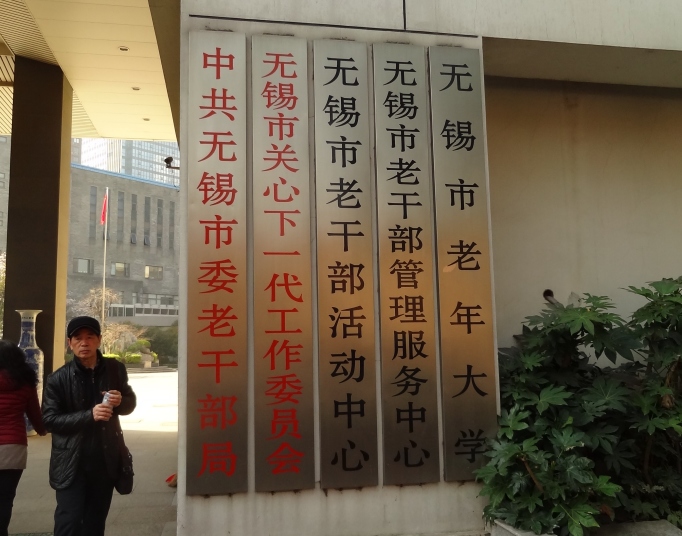 中共无锡市委老干部局
无锡市关心下一代工作委员会
无锡市老干部活动中心
无锡市老干部管理服务中心
无锡市老年大学